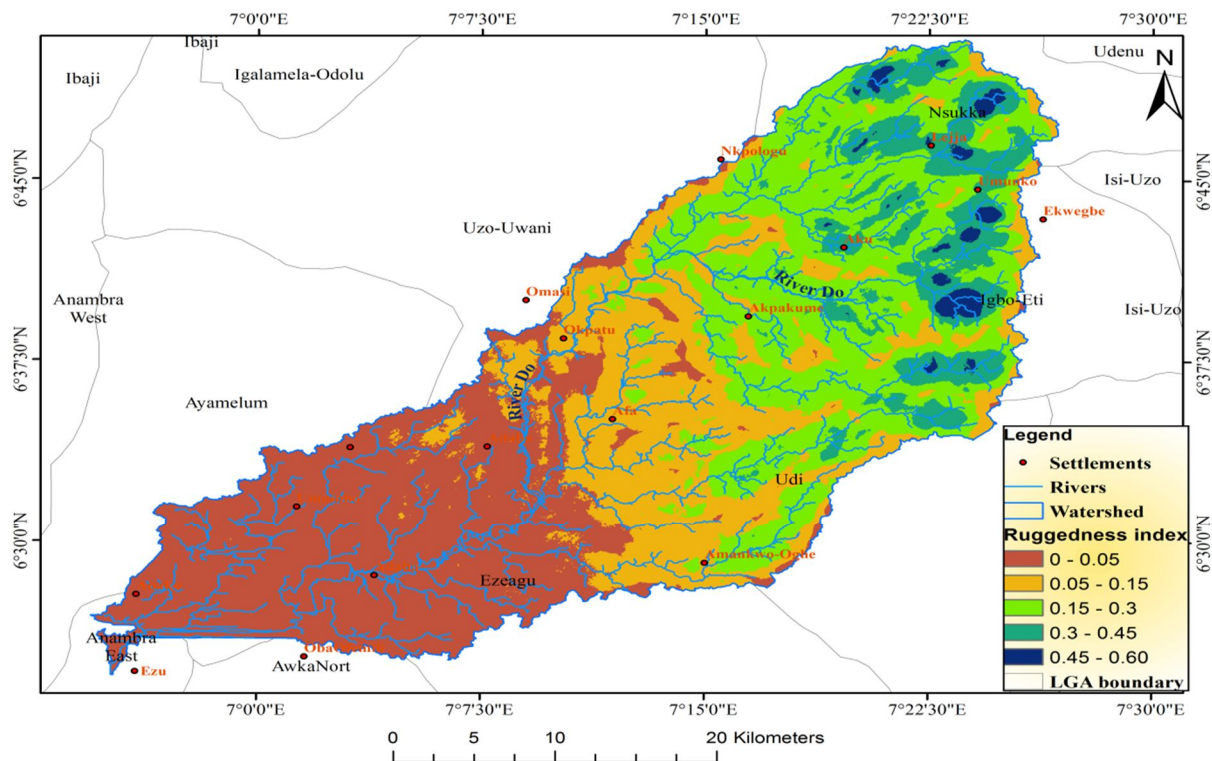 7°0'0"E
7°7'30"E
7°15'0"E
7°22'30"E
7°30'0"E
Ibaji
Udenu
Ibaji
Igalamela-Odolu
N
Nsukka
Lejja
Nkpologu
6°45'0"N
6°45'0"N
Isi-Uzo
Umunko
Ekwegbe
Uzo-Uwani
Aku
River Do
Anambra
West
Omasi
Igbo-Eti
Isi-Uzo
Akpakume
Okpatu
6°37'30"N
6°37'30"N
River Do
Ayamelum
Afa
Udi
Legend
Settlements
Rivers
Watershed
Ruggedness index
0 - 0.05
0.05 - 0.15
0.15 - 0.3
0.3 - 0.45
0.45 - 0.60
LGA boundary
6°30'0"N
6°30'0"N
Amankwo-Oghe
Ezeagu
Anambra
East
Ezu
AwkaNort
7°0'0"E
7°7'30"E
7°15'0"E
7°22'30"E
7°30'0"E
0 5 10 20 Kilometers